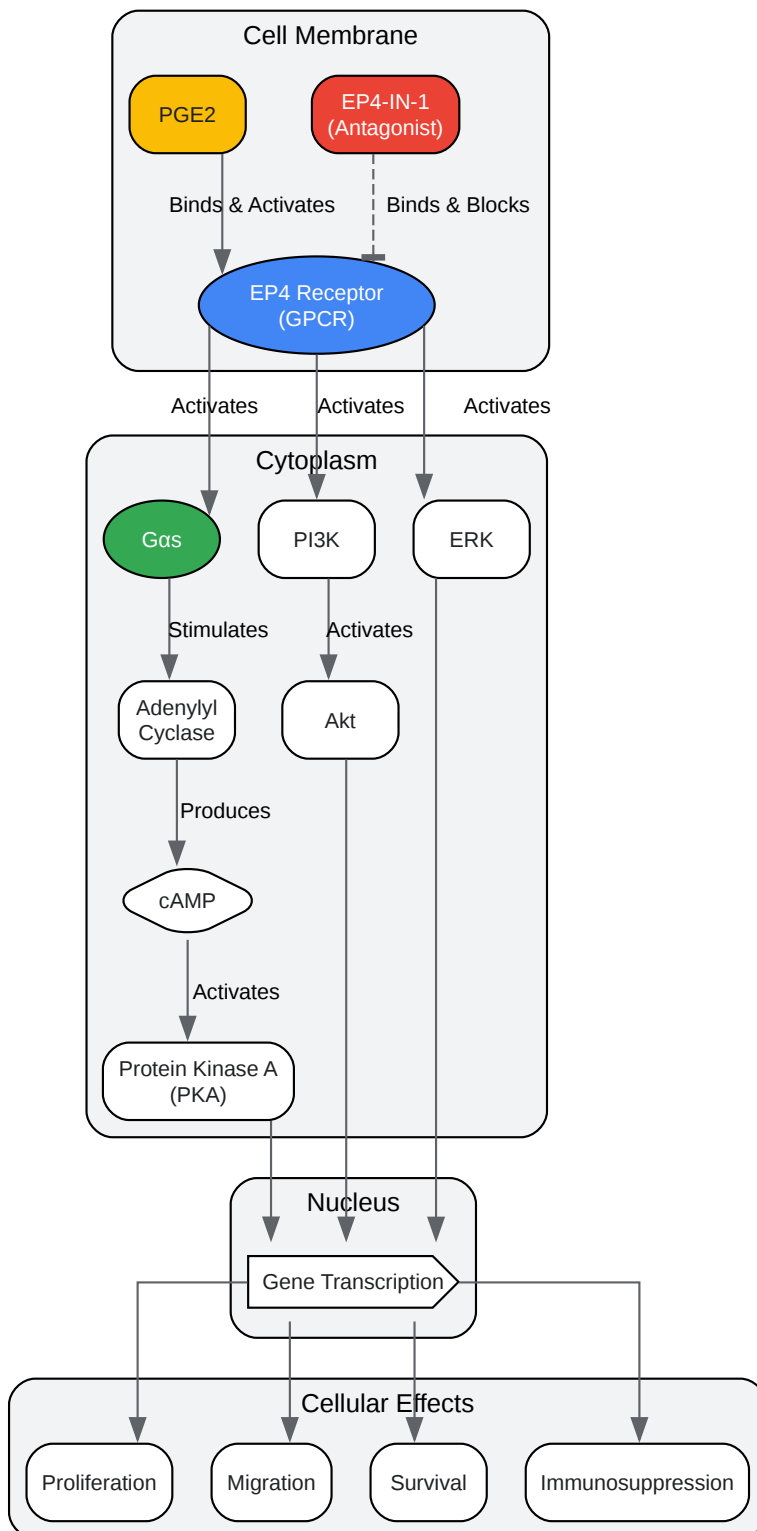 Cell Membrane
PGE2
EP4-IN-1
(Antagonist)
Binds & Activates
Binds & Blocks
EP4 Receptor
(GPCR)
Activates
Activates
Activates
Cytoplasm
Gαs
PI3K
ERK
Stimulates
Activates
Adenylyl
Cyclase
Akt
Produces
cAMP
Activates
Protein Kinase A
(PKA)
Nucleus
Gene Transcription
Cellular Effects
Proliferation
Migration
Survival
Immunosuppression